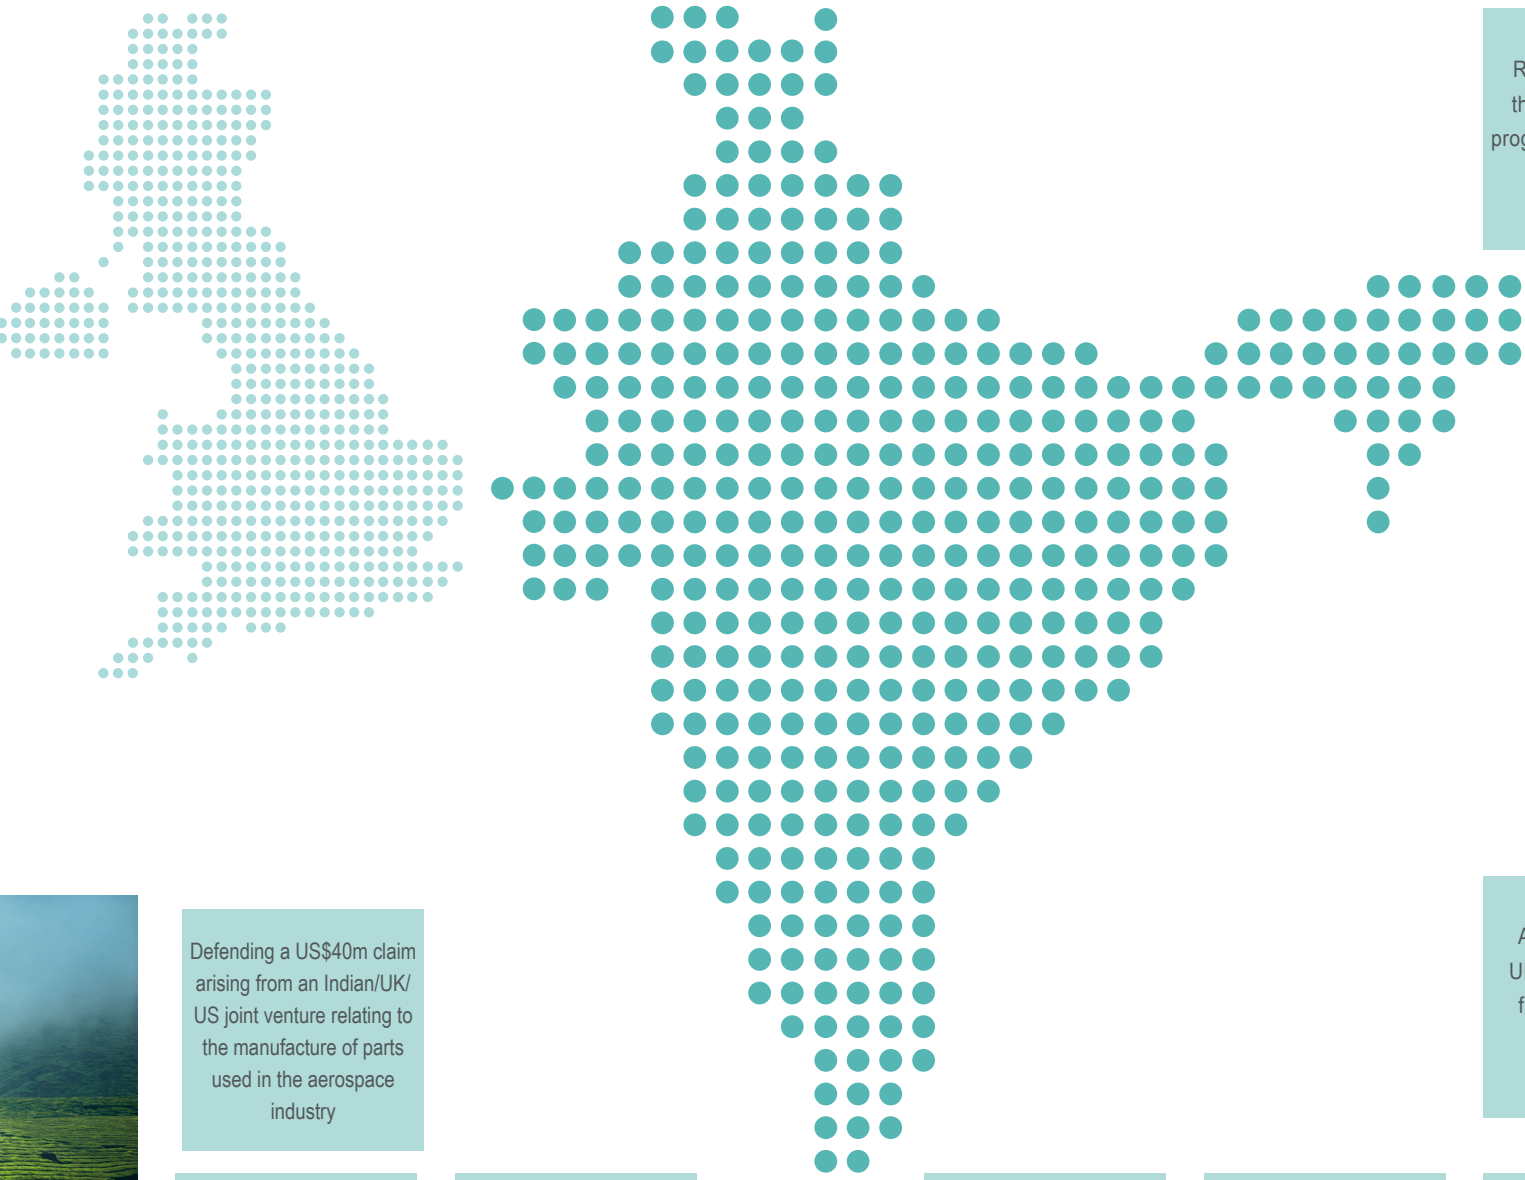 Defending a US$40m claim
arising from an Indian/UK/
US joint venture relating to
the manufacture of parts
used in the aerospace
industry